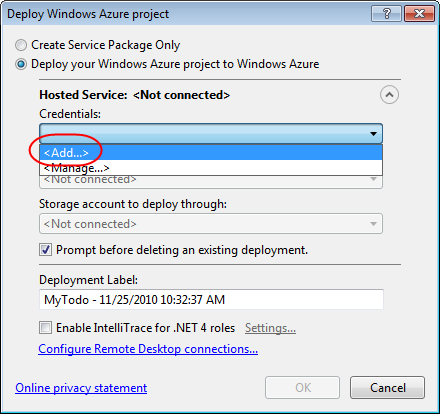 Deploy Windows Azure project
Create Service Package Only
Deploy your Windows Azure project to Windows Azure
Hosted Service: <Not connected>
Credentials:
<Add...>
<Manage...>
<Not connected>
Storage account to deploy through:
<Not connected>
Prompt before deleting an existing deployment.
Deployment Label:
MyTodo - 11/25/2010 10:32:37 AM
Enable IntelliTrace for .NET 4 roles Settings...
Configure Remote Desktop connections...
Online privacy statement OK Cancel